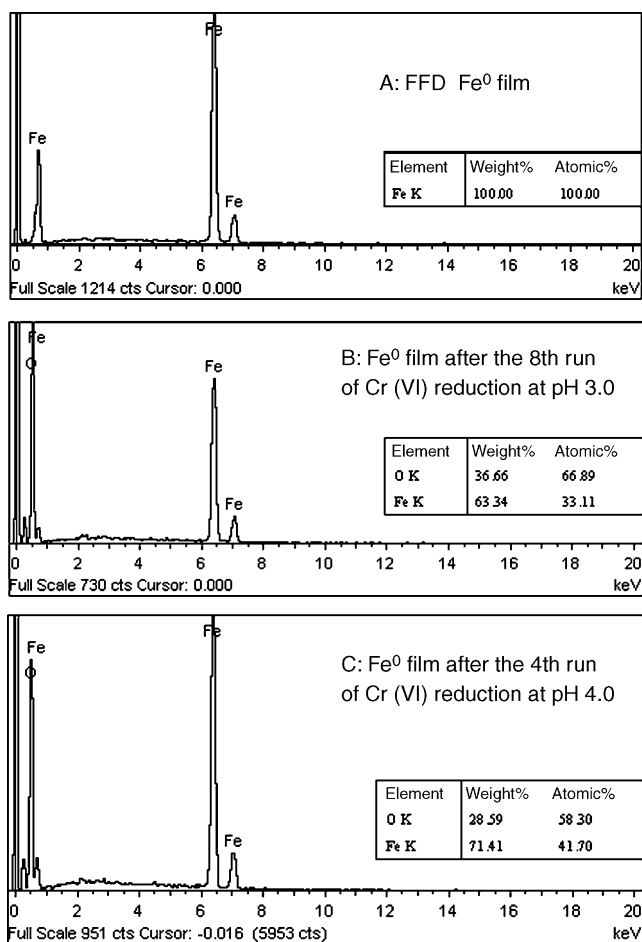 Fe
A: FFD Fe⁰ film
Fe
Element Weight% Atomic%
Fe K 100.00 100.00
Fe
0 2 4 6 8 10 12 14 16 18 20
Full Scale 1214 cts Cursor: 0.000 keV
Fe
B: Fe⁰ film after the 8th run
O
Fe
of Cr (VI) reduction at pH 3.0
Element Weight% Atomic%
O K 36.66 66.89
Fe K 63.34 33.11
Fe
0 2 4 6 8 10 12 14 16 18 20
Full Scale 730 cts Cursor: 0.000 keV
Fe
Fe
C: Fe⁰ film after the 4th run
O
of Cr (VI) reduction at pH 4.0
Element Weight% Atomic%
O K 28.59 58.30
Fe K 71.41 41.70
Fe
0 2 4 6 8 10 12 14 16 18 20
Full Scale 951 cts Cursor: -0.016 (5953 cts) keV